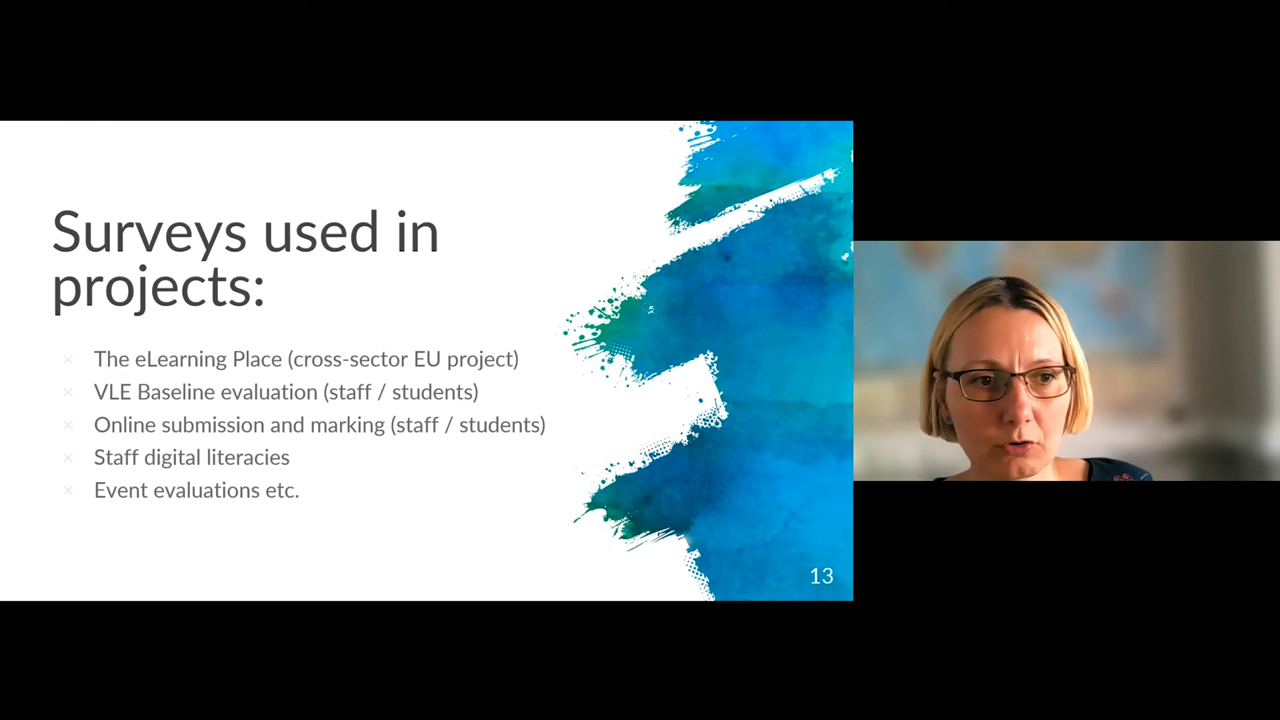 Surveys used in
projects:
× The eLearning Place (cross-sector EU project)
× VLE Baseline evaluation (staff / students)
× Online submission and marking (staff / students)
× Staff digital literacies
× Event evaluations etc.
13